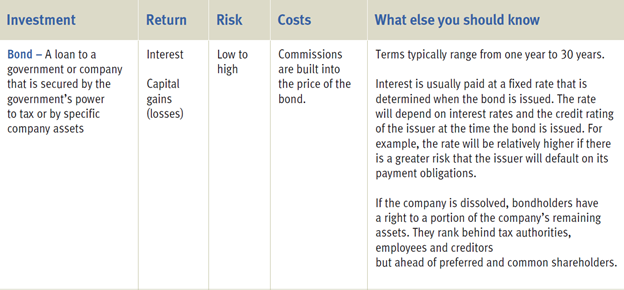 Investment
Return
Risk
Costs
What else you should know
Bond – A loan to a
government or company
that is secured by the
government's power
to tax or by specific
company assets
Interest
Capital
gains
(losses)
Low to
high
Commissions
are built into
the price of the
bond.
Terms typically range from one year to 30 years.
Interest is usually paid at a fixed rate that is
determined when the bond is issued. The rate
will depend on interest rates and the credit rating
of the issuer at the time the bond is issued. For
example, the rate will be relatively higher if there
is a greater risk that the issuer will default on its
payment obligations.
If the company is dissolved, bondholders have
a right to a portion of the company's remaining
assets. They rank behind tax authorities,
employees and creditors
but ahead of preferred and common shareholders.